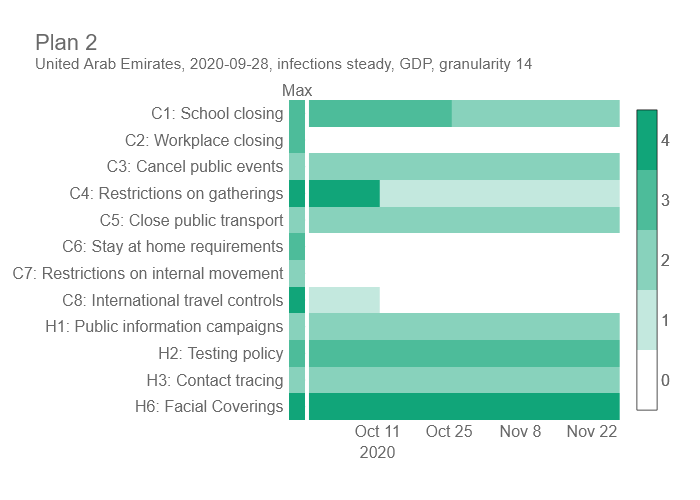 Plan 2
United Arab Emirates, 2020-09-28, infections steady, GDP, granularity 14
Max
C1: School closing
C2: Workplace closing
C3: Cancel public events
C4: Restrictions on gatherings
C5: Close public transport
C6: Stay at home requirements
C7: Restrictions on internal movement
C8: International travel controls
H1: Public information campaigns
H2: Testing policy
H3: Contact tracing
H6: Facial Coverings
Oct 11 Oct 25 Nov 8 Nov 22
2020
4
3
2
1
0